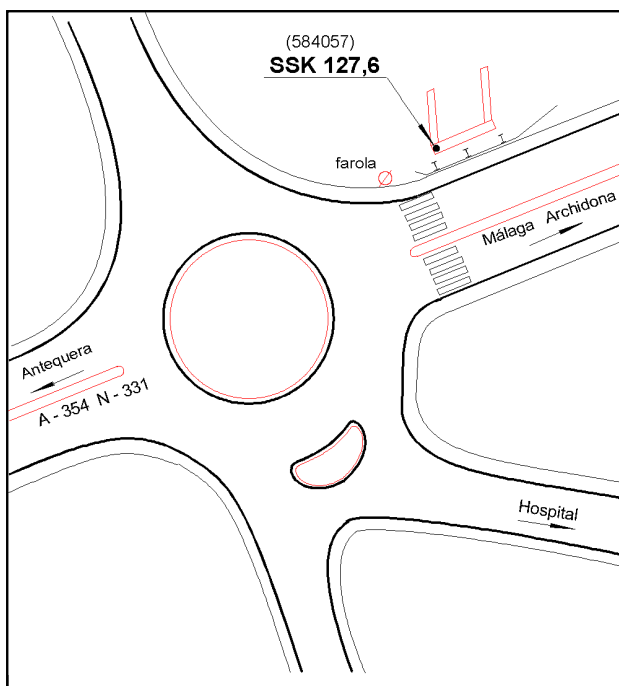 (584057)
SSK 127,6
farola
Málaga Archidona
Antequera
A - 354 N - 331
Hospital